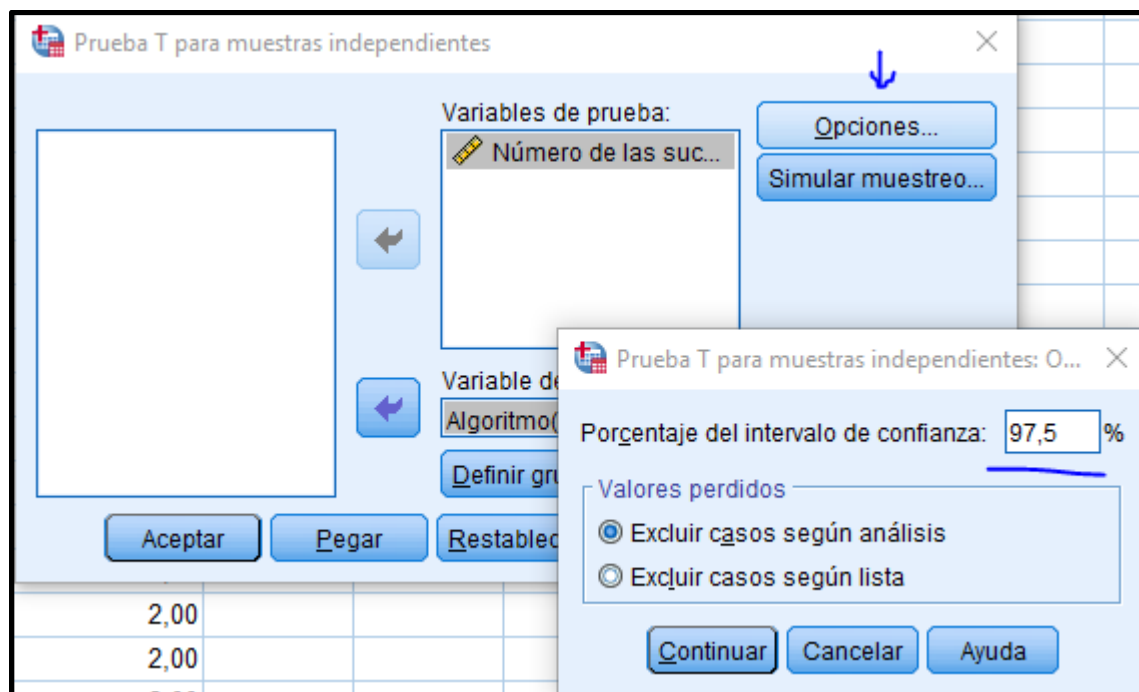 Prueba T para muestras independientes
Variables de prueba:
Número de las suc...
Opciones...
Simular muestreo...
Variable de
Algoritmo(
Definir gru
Aceptar
Pegar
Restablec
Prueba T para muestras independientes: O...
Porcentaje del intervalo de confianza: 97,5 %
Valores perdidos
Excluir casos según análisis
Excluir casos según lista
Continuar
Cancelar
Ayuda
2,00
2,00